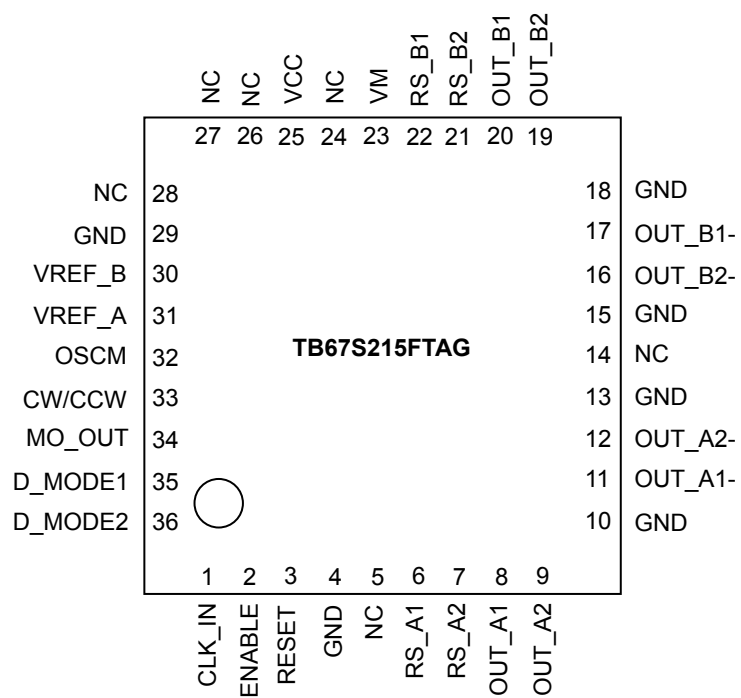 NC NC VCC NC VM RS_B1 RS_B2 OUT_B1 OUT_B2
27 26 25 24 23 22 21 20 19
NC 28 18 GND
GND 29 17 OUT_B1-
VREF_B 30 16 OUT_B2-
VREF_A 31 15 GND
TB67S215FTAG
OSCM 32 14 NC
CW/CCW 33 13 GND
MO_OUT 34 12 OUT_A2-
D_MODE1 35 11 OUT_A1-
D_MODE2 36 10 GND
1 2 3 4 5 6 7 8 9
CLK_IN ENABLE RESET GND NC RS_A1 RS_A2 OUT_A1 OUT_A2